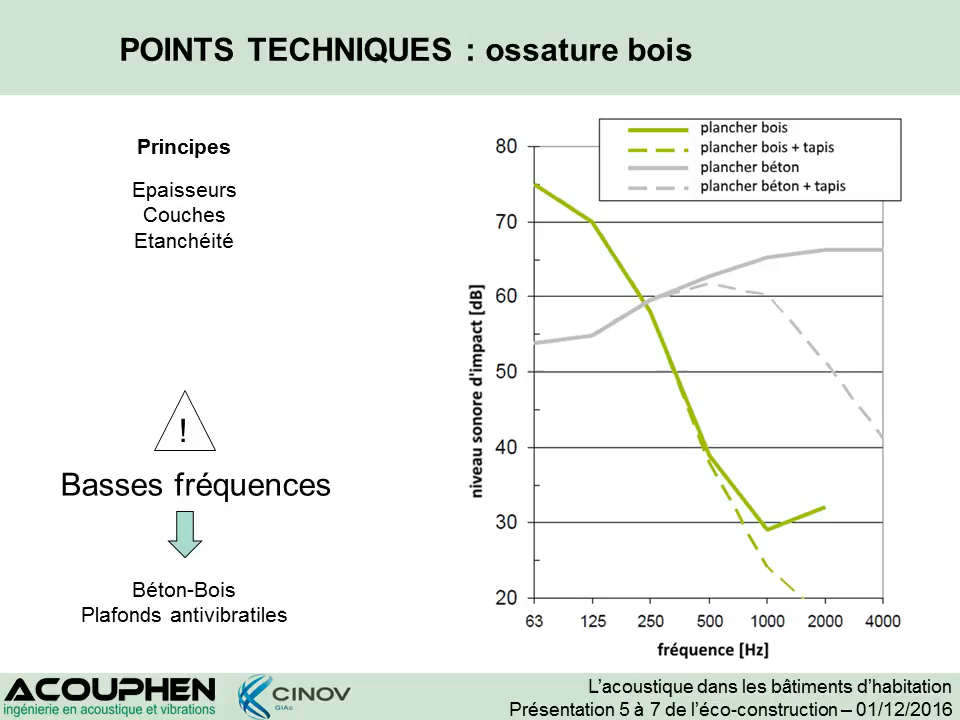 POINTS TECHNIQUES : ossature bois
Principes
Epaisseurs
Couches
Etanchéité
!
Basses fréquences
Béton-Bois
Plafonds antivibratiles
plancher bois
plancher bois + tapis
plancher béton
plancher béton + tapis
niveau sonore d'impact [dB]
80
70
60
50
40
30
20
63 125 250 500 1000 2000 4000
fréquence [Hz]
ACOUPHEN
ingénierie en acoustique et vibrations
CINOV
GIAc
L’acoustique dans les bâtiments d’habitation
Présentation 5 à 7 de l’éco-construction – 01/12/2016